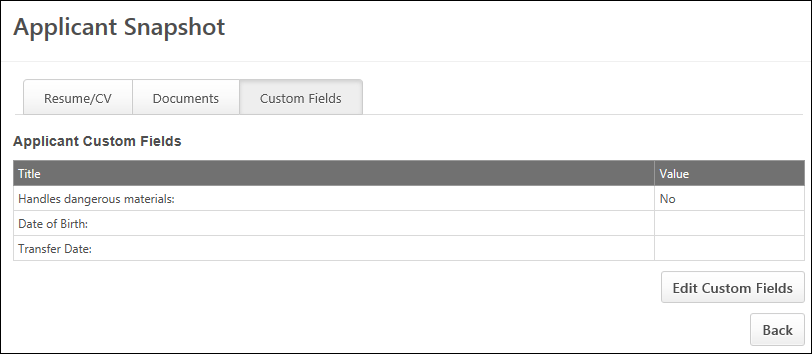 Applicant Snapshot
Resume/CV Documents Custom Fields
Applicant Custom Fields
Title Value
Handles dangerous materials: No
Date of Birth:
Transfer Date:
Edit Custom Fields
Back